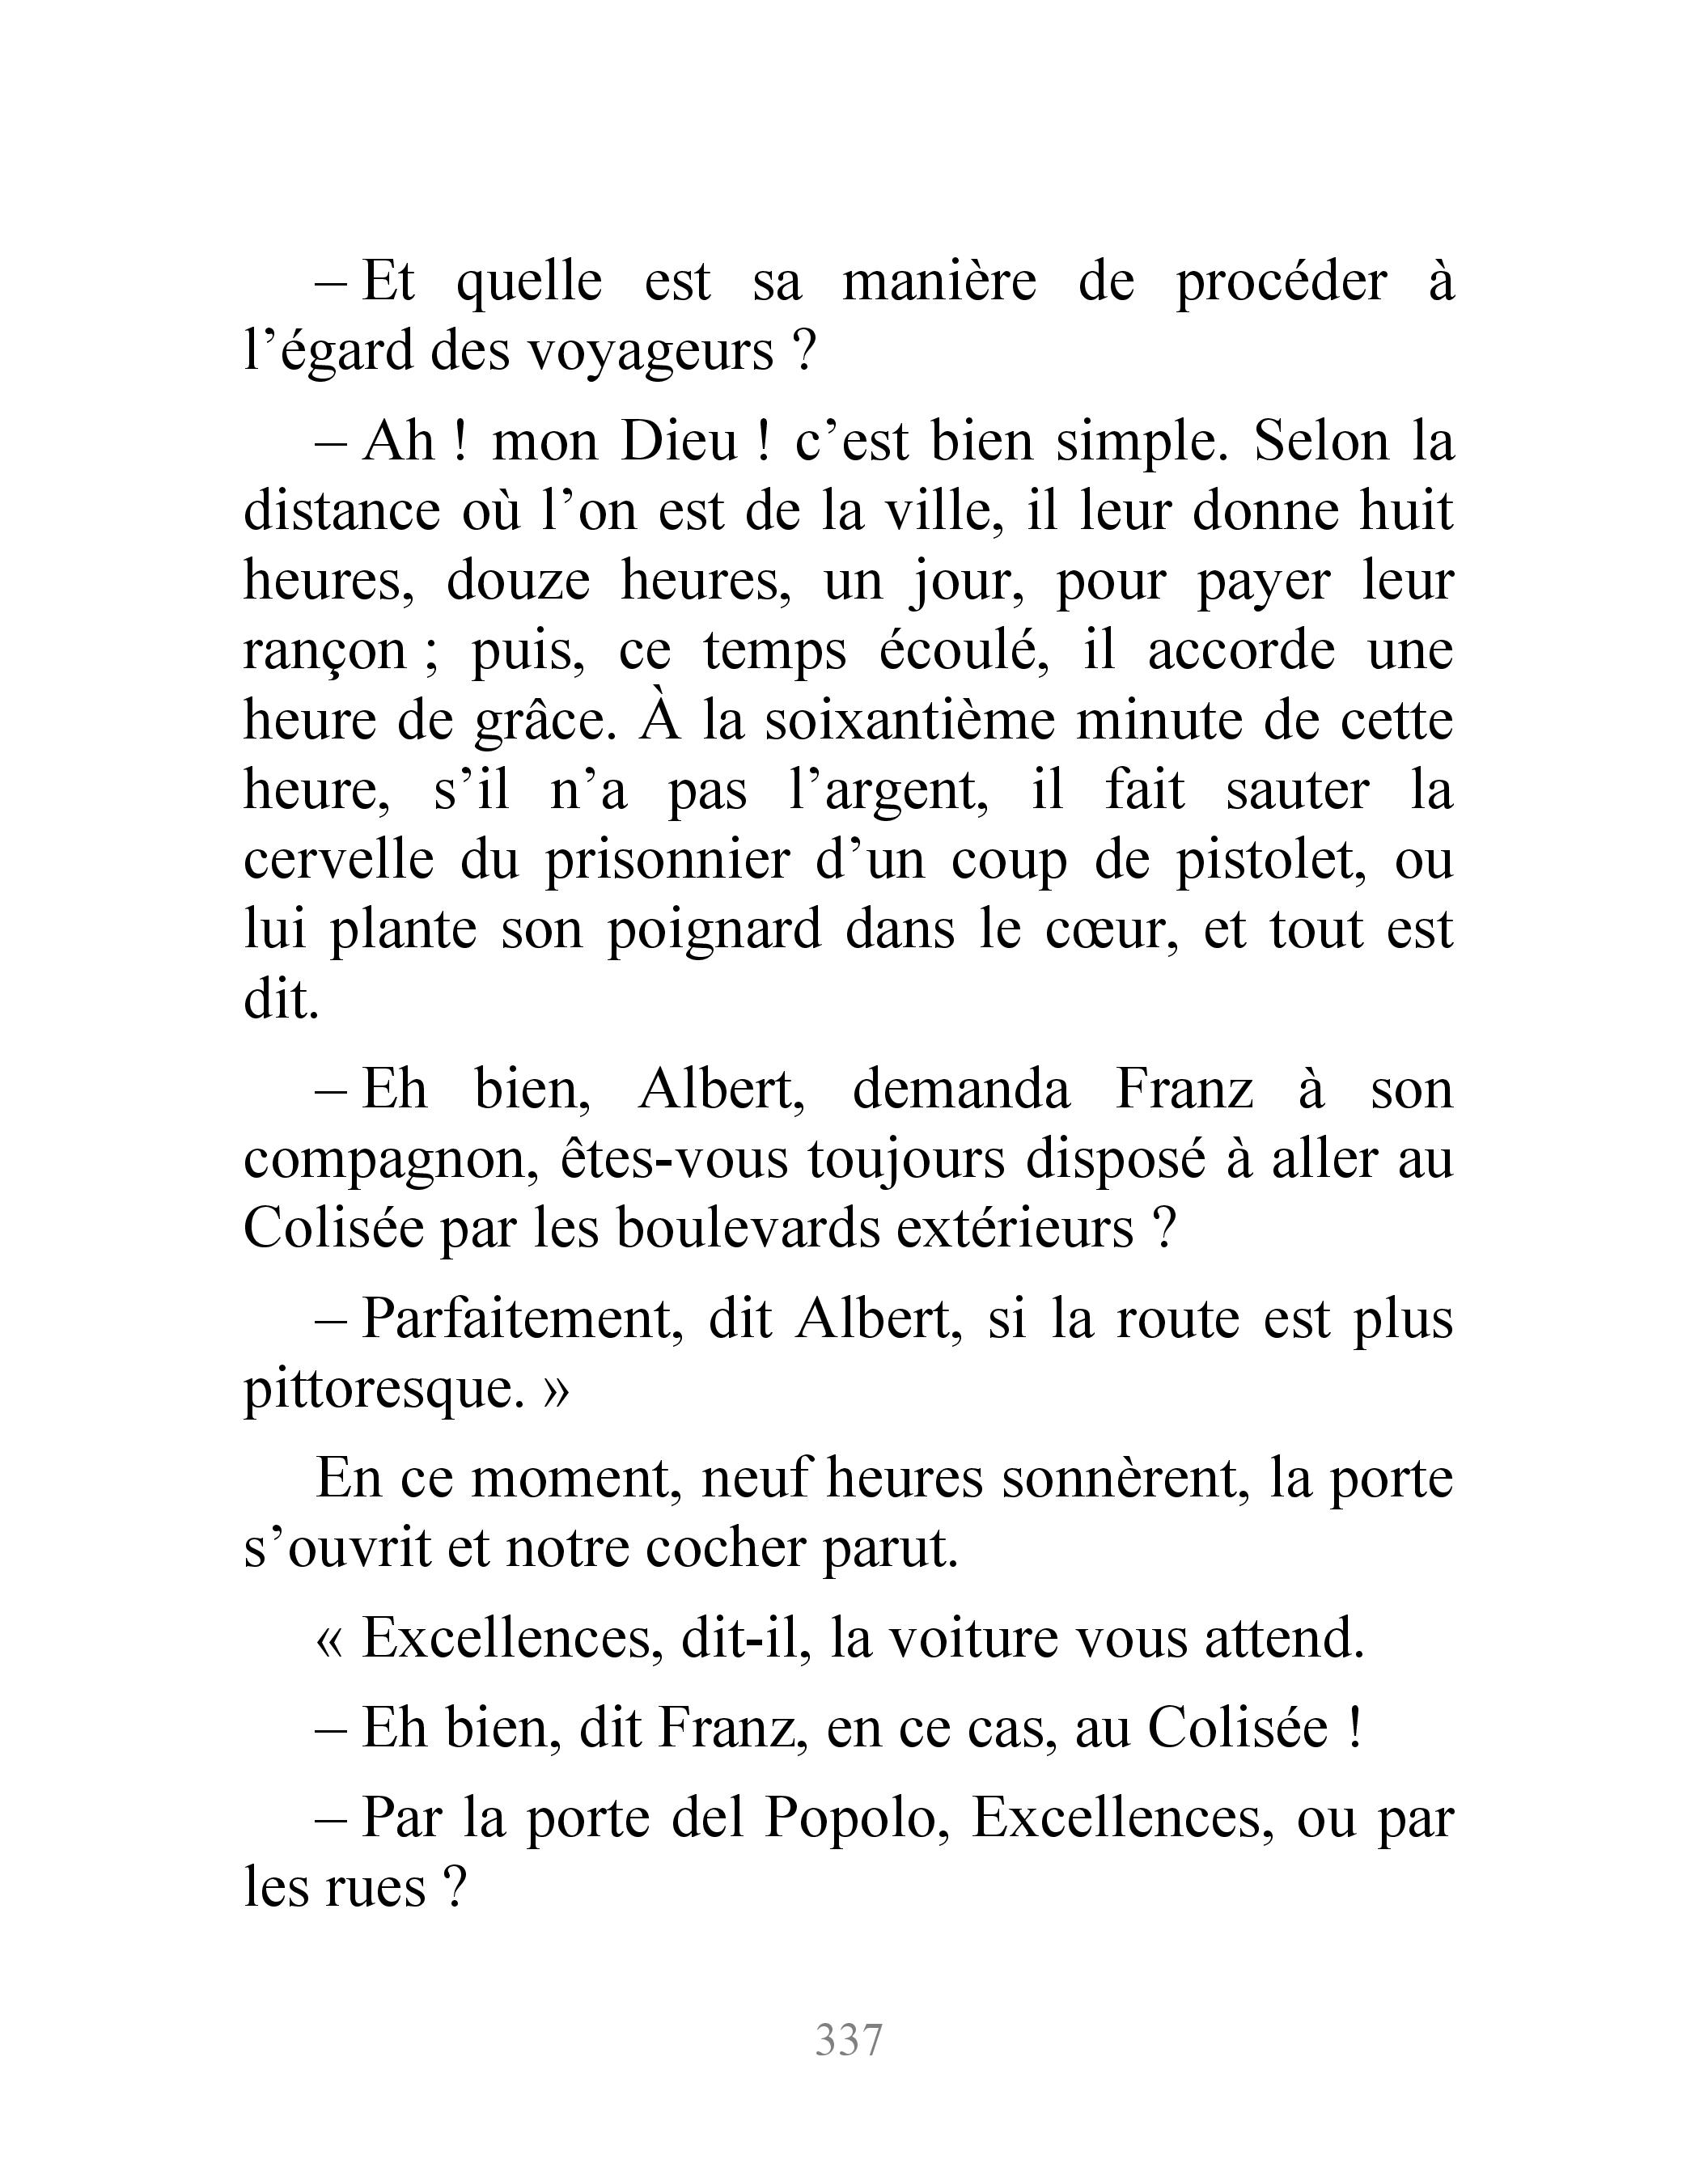 – Et quelle est sa manière de procéder à
l’égard des voyageurs ?
– Ah ! mon Dieu ! c’est bien simple. Selon la
distance où l’on est de la ville, il leur donne huit
heures, douze heures, un jour, pour payer leur
rançon ; puis, ce temps écoulé, il accorde une
heure de grâce. À la soixantième minute de cette
heure, s’il n’a pas l’argent, il fait sauter la
cervelle du prisonnier d’un coup de pistolet, ou
lui plante son poignard dans le cœur, et tout est
dit.
– Eh bien, Albert, demanda Franz à son
compagnon, êtes-vous toujours disposé à aller au
Colisée par les boulevards extérieurs ?
– Parfaitement, dit Albert, si la route est plus
pittoresque. »
En ce moment, neuf heures sonnèrent, la porte
s’ouvrit et notre cocher parut.
« Excellences, dit-il, la voiture vous attend.
– Eh bien, dit Franz, en ce cas, au Colisée !
– Par la porte del Popolo, Excellences, ou par
les rues ?
337